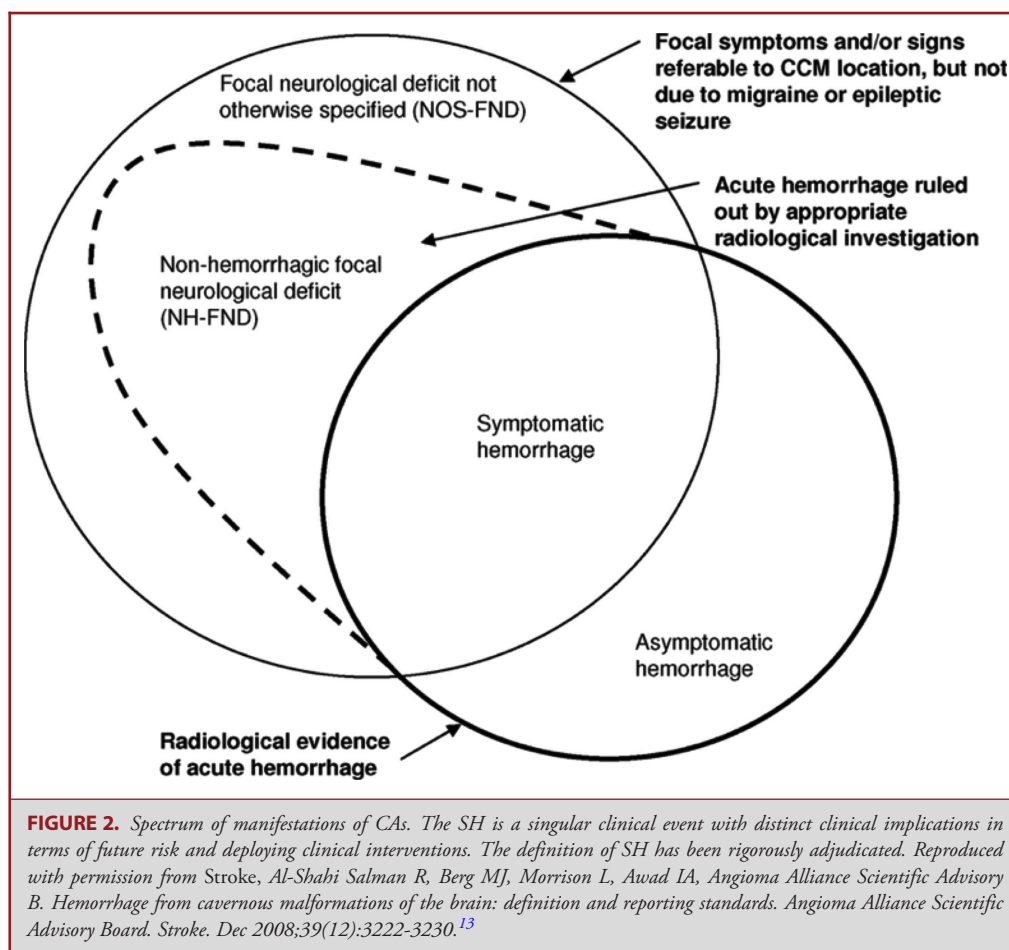 Focal symptoms and/or signs
referable to CCM location, but not
due to migraine or epileptic
seizure
Focal neurological deficit not
otherwise specified (NOS-FND)
Acute hemorrhage ruled
out by appropriate
radiological investigation
Non-hemorrhagic focal
neurological deficit
(NH-FND)
Symptomatic
hemorrhage
Asymptomatic
hemorrhage
Radiological evidence
of acute hemorrhage
FIGURE 2. Spectrum of manifestations of CAs. The SH is a singular clinical event with distinct clinical implications in
terms of future risk and deploying clinical interventions. The definition of SH has been rigorously adjudicated. Reproduced
with permission from Stroke, Al-Shahi Salman R, Berg MJ, Morrison L, Awad IA, Angioma Alliance Scientific Advisory
B. Hemorrhage from cavernous malformations of the brain: definition and reporting standards. Angioma Alliance Scientific
Advisory Board. Stroke. Dec 2008;39(12):3222-3230.13